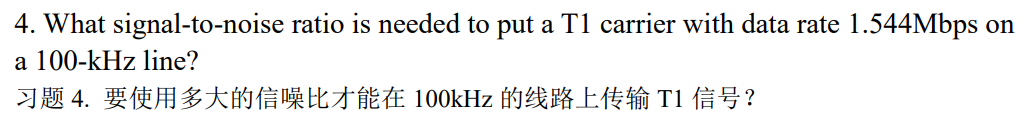 4. What signal-to-noise ratio is needed to put a T1 carrier with data rate 1.544Mbps on
a 100-kHz line?
习题 4. 要使用多大的信噪比才能在 100kHz 的线路上传输 T1 信号？